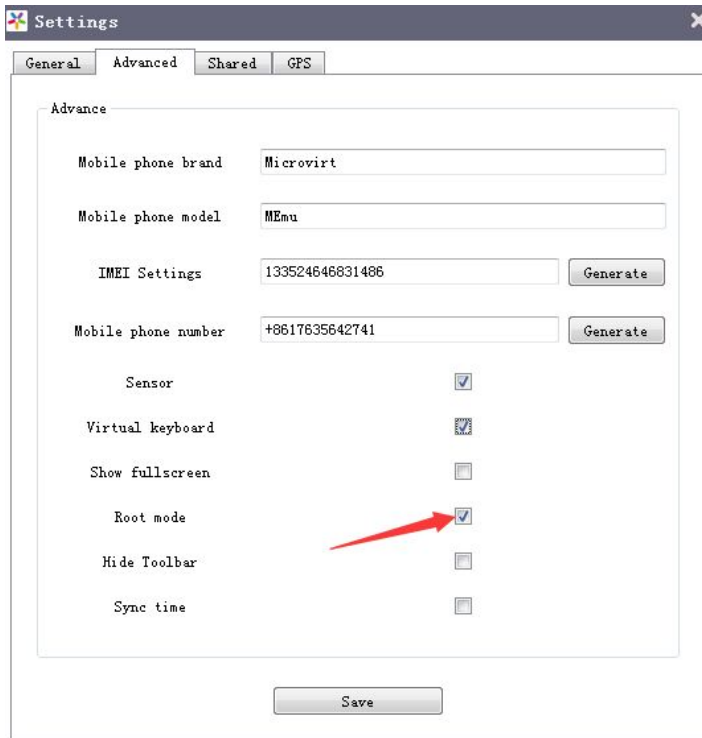 Settings
General Advanced Shared GPS
Advance
Mobile phone brand Microvirt
Mobile phone model MEmu
IMEI Settings 133524646831486 Generate
Mobile phone number +8617635642741 Generate
Sensor
Virtual keyboard
Show fullscreen
Root mode
Hide Toolbar
Sync time
Save